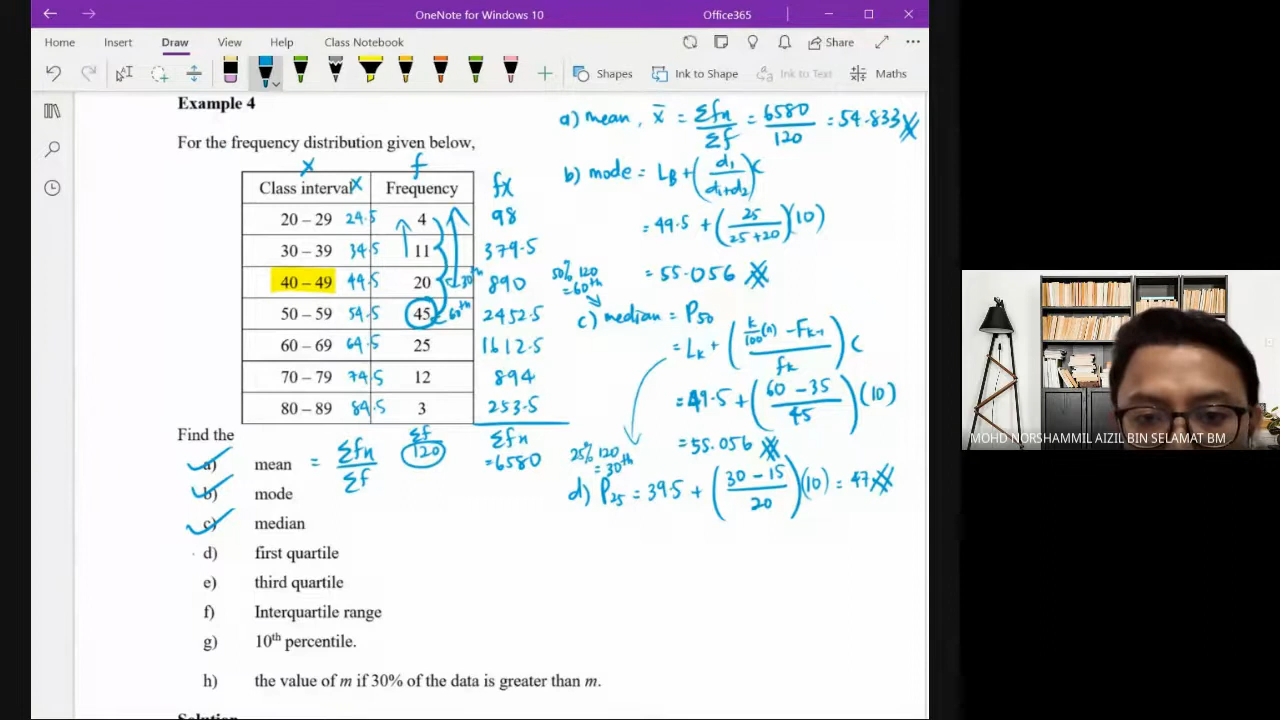 OneNote for Windows 10
Office365
Home Insert Draw View Help Class Notebook
Share
Shapes Ink to Shape Ink to Text Maths
Example 4
For the frequency distribution given below,
x f
Class interval x Frequency fx
20 – 29 24.5 4 98
30 – 39 34.5 11 379.5
40 – 49 44.5 20 30th 890
50 – 59 54.5 45 60th 2452.5
60 – 69 64.5 25 1612.5
70 – 79 74.5 12 894
80 – 89 84.5 3 253.5
Σf
120
Σfx
= 6580
Find the
a) mean = Σfx / Σf
b) mode
c) median
d) first quartile
e) third quartile
f) Interquartile range
g) 10th percentile.
h) the value of m if 30% of the data is greater than m.
Solution
a) mean, x̄ = Σfx / Σf = 6580 / 120 = 54.833
b) mode = LB + (d1 / d1+d2) C
= 49.5 + (25 / 25+20)(10)
= 55.056
50% 120
= 60th
c) median = P50
= Lk + (k/100 (n) – Fk-1 / fk) C
= 49.5 + (60 – 35 / 45)(10)
= 55.056
25% 120
= 30th
d) P25 = 39.5 + (30 – 15 / 20)(10) = 47
MOHD NORSHAMMIL AIZIL BIN SELAMAT BM